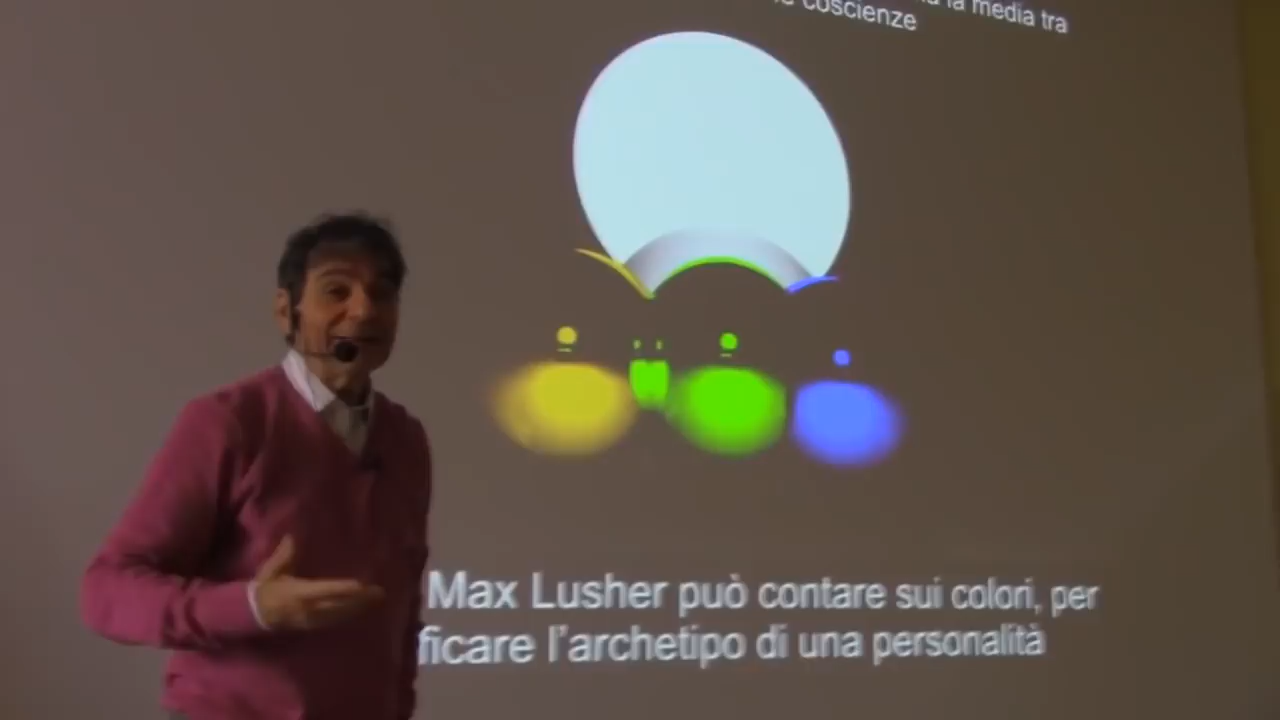 la media tra
coscienze
Max Lusher può contare sui colori, per
ficare l'archetipo di una personalità